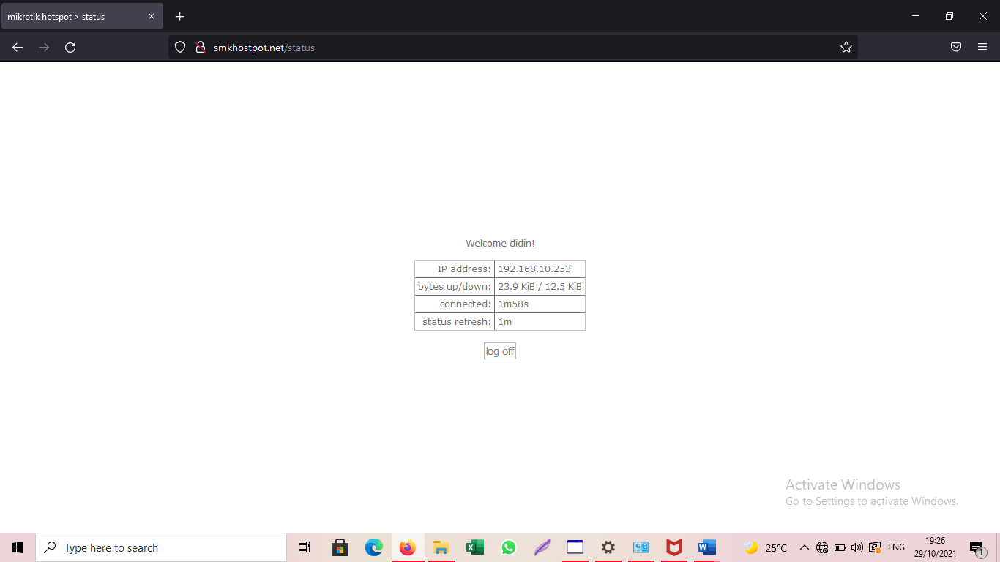 mikrotik hotspot > status
smkhostpot.net/status
Welcome didin!
IP address: 192.168.10.253
bytes up/down: 23.9 KiB / 12.5 KiB
connected: 1m58s
status refresh: 1m
log off
Activate Windows
Go to Settings to activate Windows.
Type here to search
25°C
ENG
19:26
29/10/2021
1